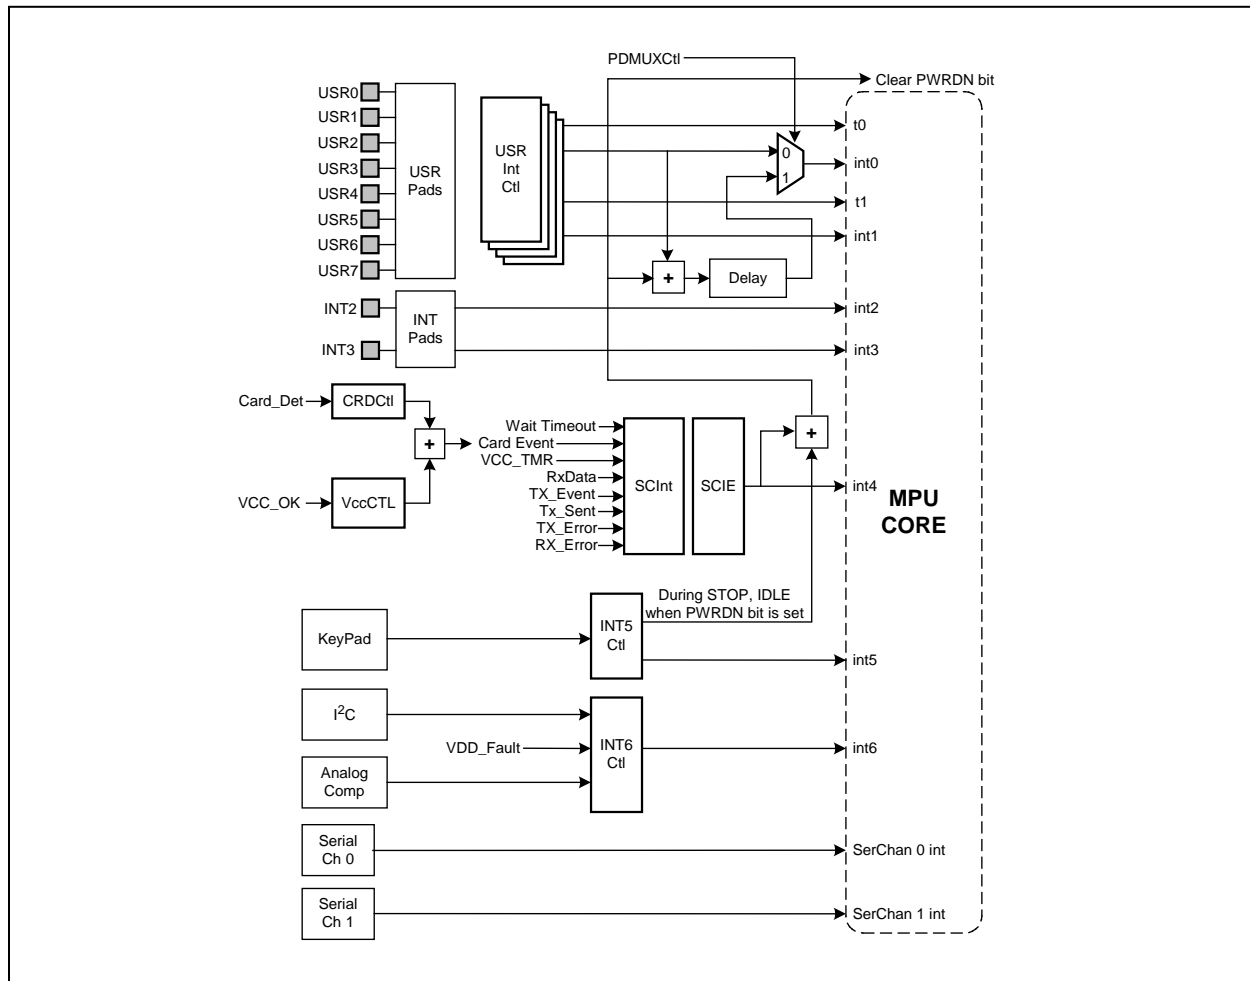 PDMUXCtl
Clear PWRDN bit
USR0
USR1
USR2
USR3
USR4
USR5
USR6
USR7
USR
Pads
USR
Int
Ctl
0
1
t0
int0
t1
int1
+
Delay
INT2
INT3
INT
Pads
int2
int3
Card_Det
CRDCtl
+
VCC_OK
VccCTL
Wait Timeout
Card Event
VCC_TMR
RxData
TX_Event
Tx_Sent
TX_Error
RX_Error
SCInt
SCIE
+
int4
MPU
CORE
During STOP, IDLE
when PWRDN bit is set
KeyPad
INT5
Ctl
int5
I2C
VDD_Fault
Analog
Comp
INT6
Ctl
int6
Serial
Ch 0
SerChan 0 int
Serial
Ch 1
SerChan 1 int